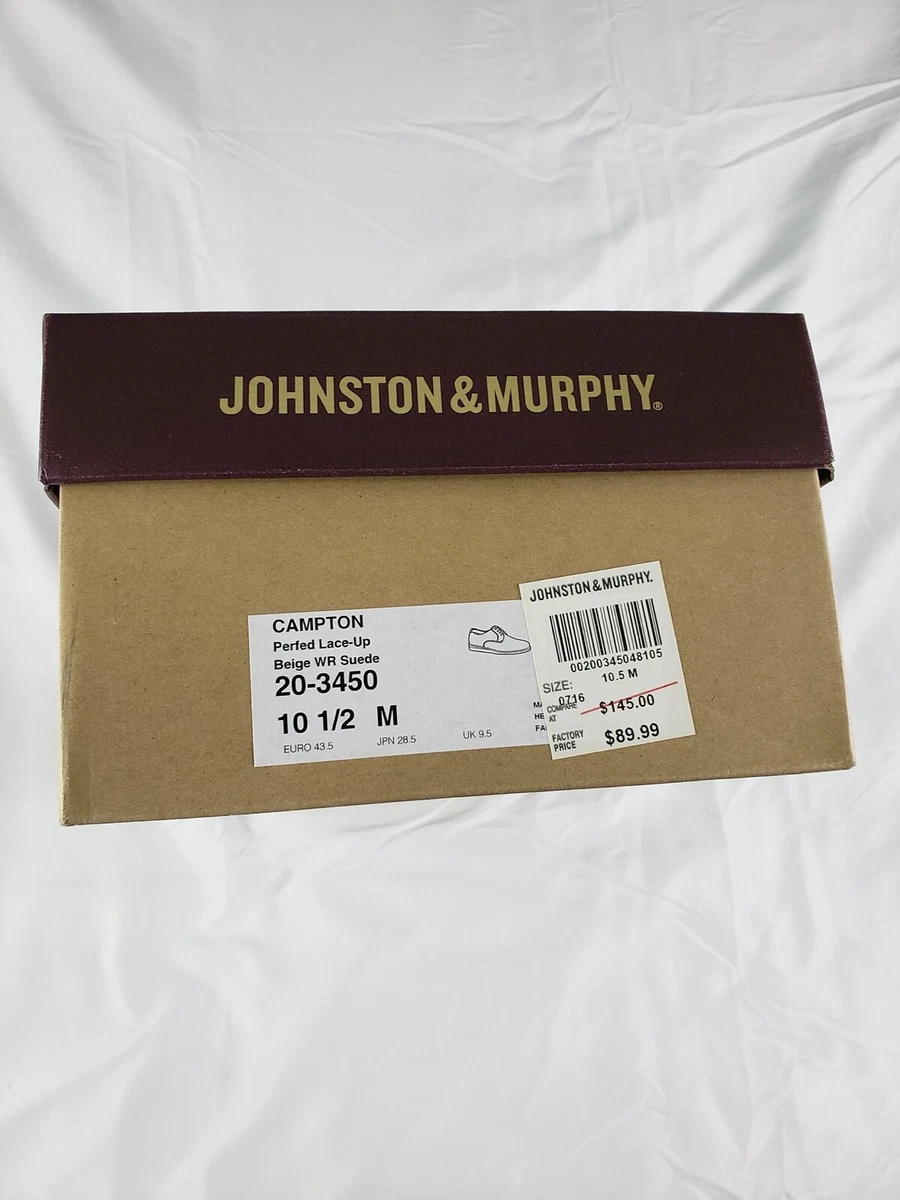 JOHNSTON & MURPHY®
CAMPTON
Perfed Lace-Up
Beige WR Suede
20-3450
10 1/2 M
EURO 43.5 JPN 28.5 UK 9.5
JOHNSTON & MURPHY.
00200345048105
SIZE: 10.5 M
0716
COMPARE AT $145.00
FACTORY PRICE $89.99